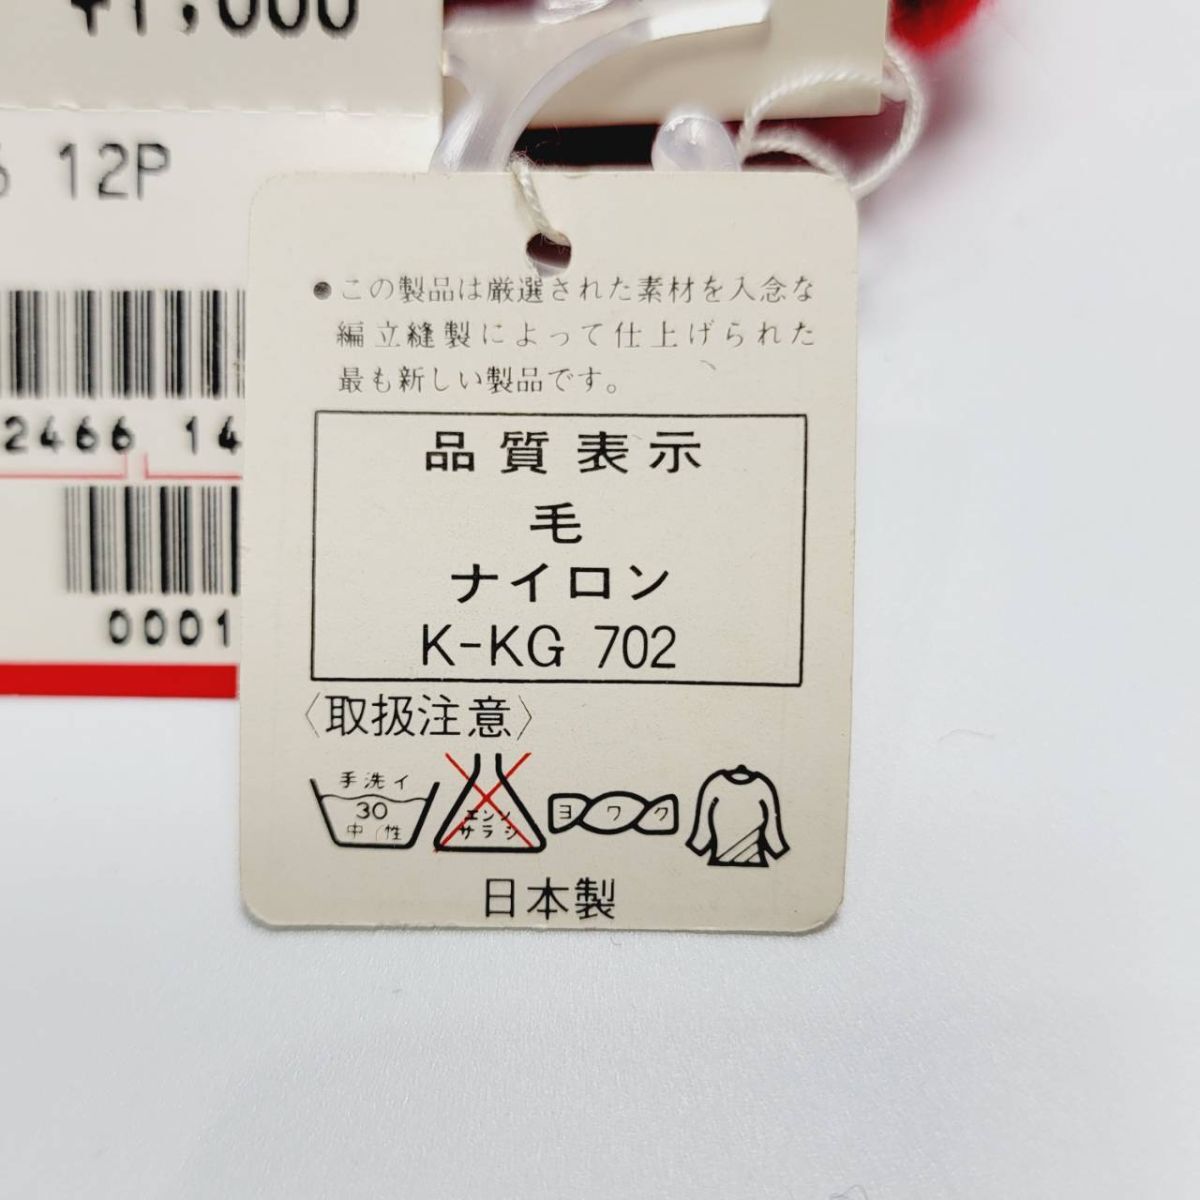 ¥1,000
12P
2466 14
0001
●この製品は厳選された素材を入念な
編立縫製によって仕上げられた
最も新しい製品です。
品質表示
毛
ナイロン
K-KG 702
〈取扱注意〉
手洗イ
30
中性
エンソ
サラシ
ヨワク
日本製